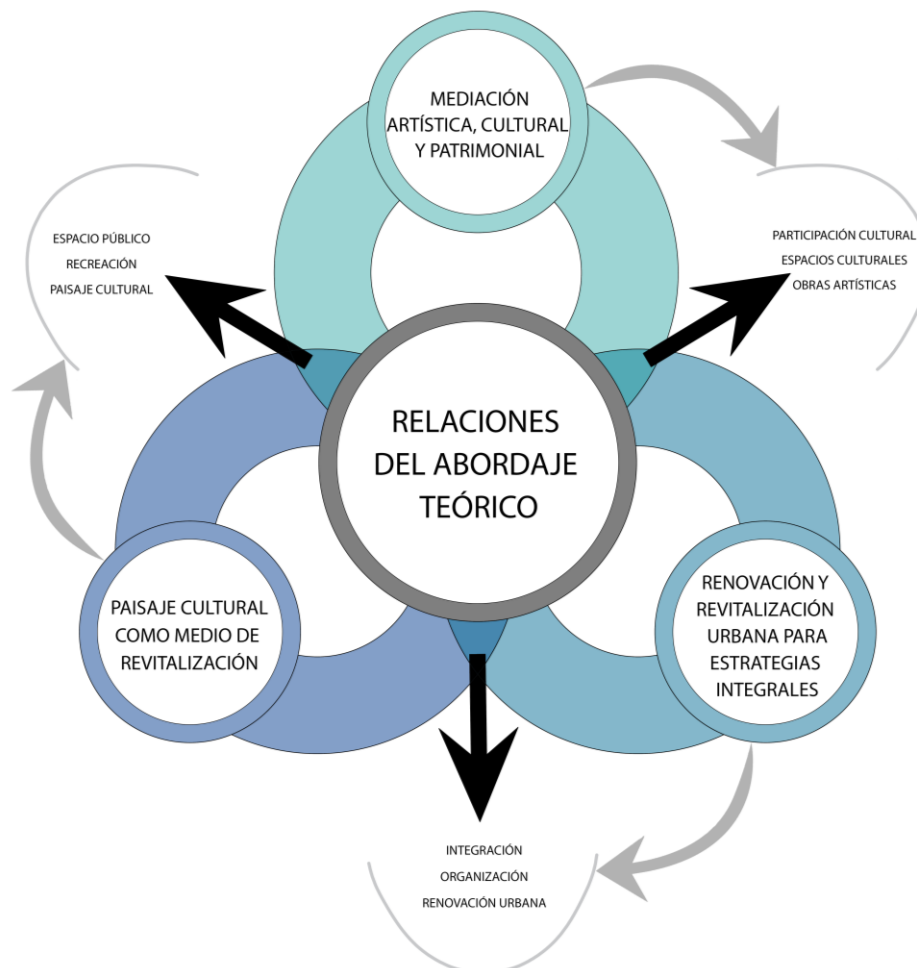 MEDIACIÓN
ARTÍSTICA, CULTURAL
Y PATRIMONIAL
ESPACIO PÚBLICO
RECREACIÓN
PAISAJE CULTURAL
PARTICIPACIÓN CULTURAL
ESPACIOS CULTURALES
OBRAS ARTÍSTICAS
RELACIONES
DEL ABORDAJE
TEÓRICO
PAISAJE CULTURAL
COMO MEDIO DE
REVITALIZACIÓN
RENOVACIÓN Y
REVITALIZACIÓN
URBANA PARA
ESTRATEGIAS
INTEGRALES
INTEGRACIÓN
ORGANIZACIÓN
RENOVACIÓN URBANA